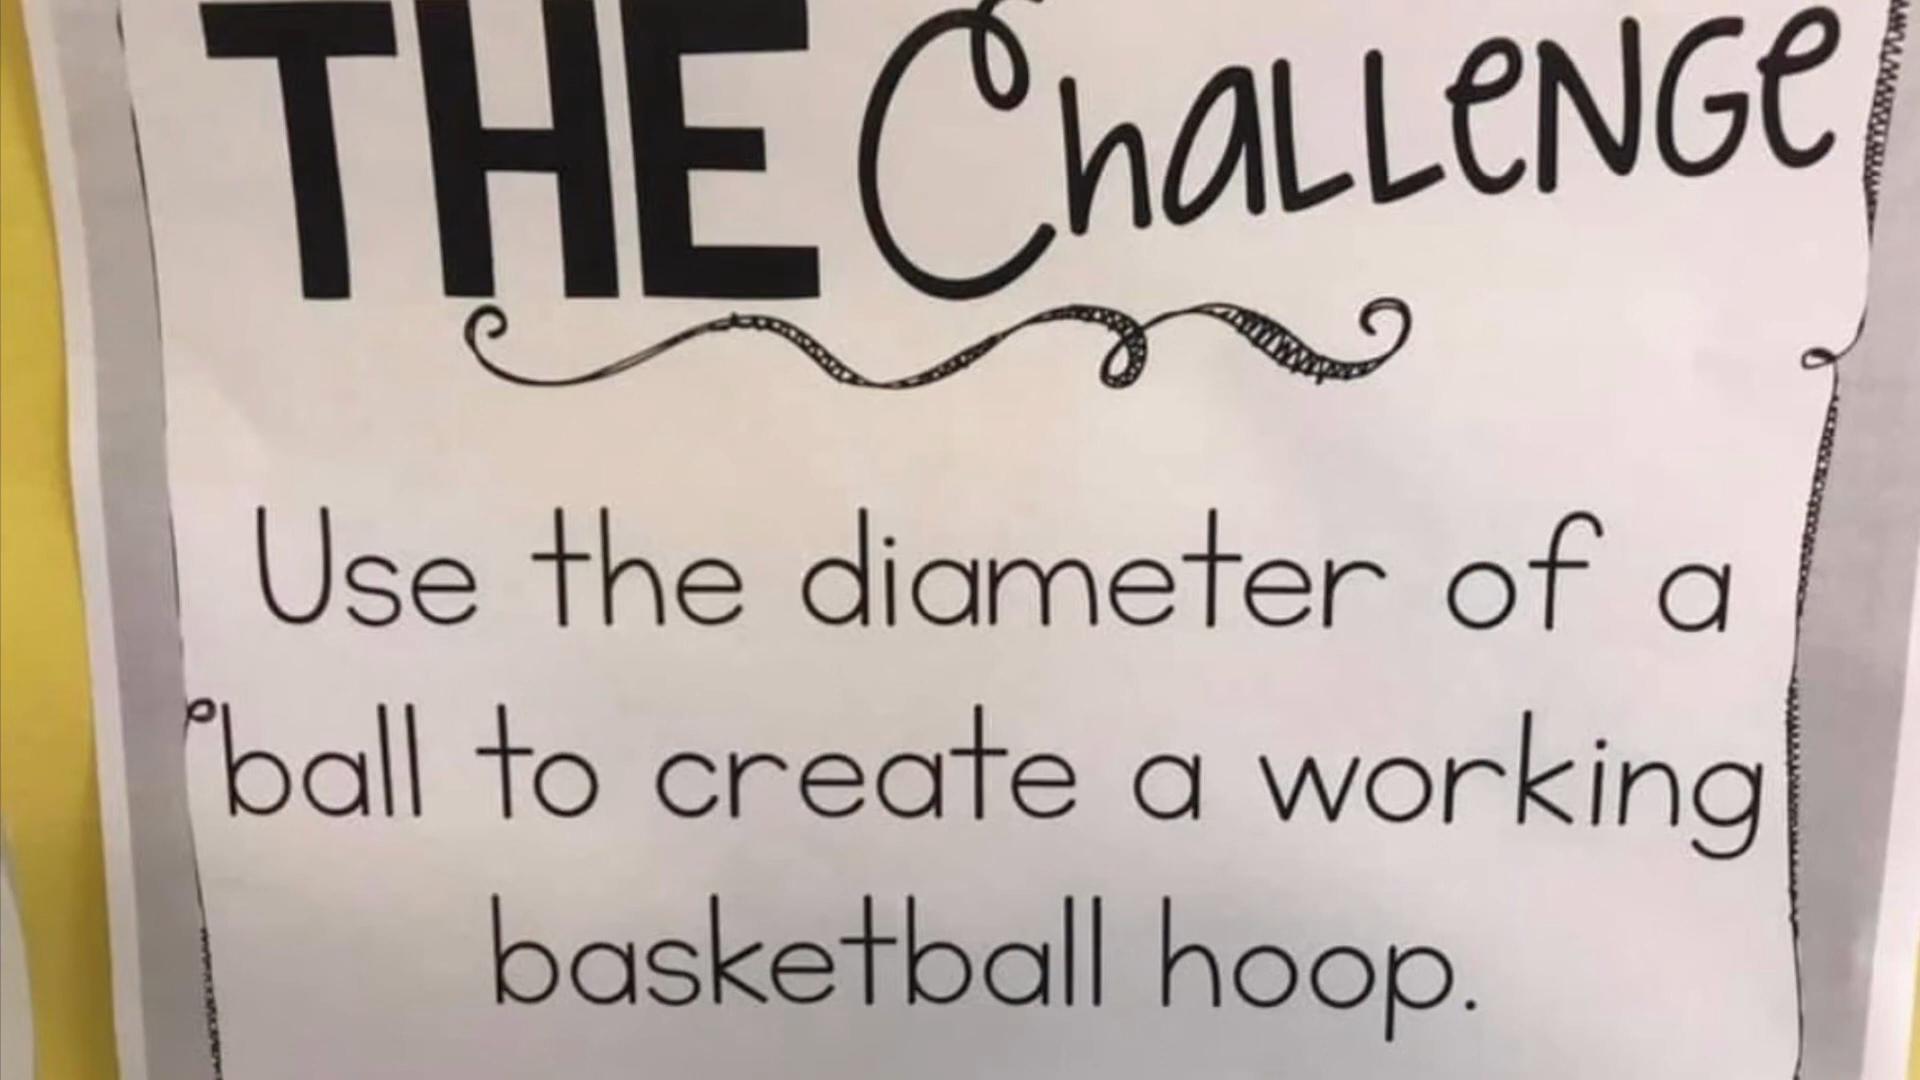 THE ChaLLeNGe
Use the diameter of a
ball to create a working
basketball hoop.